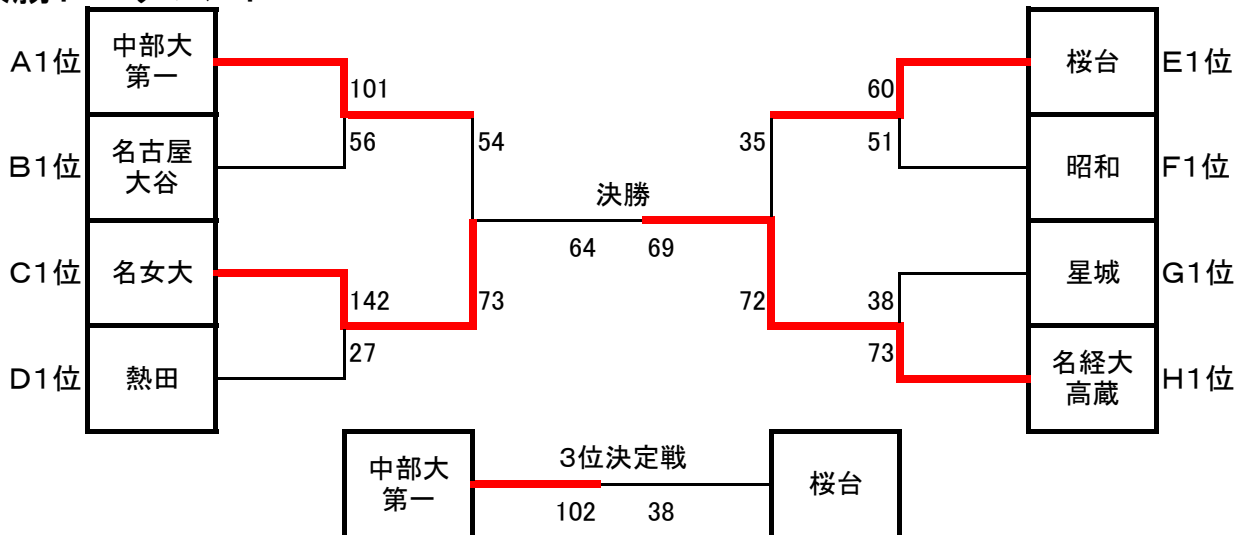 A1位
中部大
第一
101
56
B1位
名古屋
大谷
54
C1位
名女大
142
27
73
D1位
熱田
決勝
64
69
60
51
35
桜台
E1位
昭和
F1位
38
73
72
星城
G1位
名経大
高蔵
H1位
中部大
第一
3位決定戦
102
38
桜台